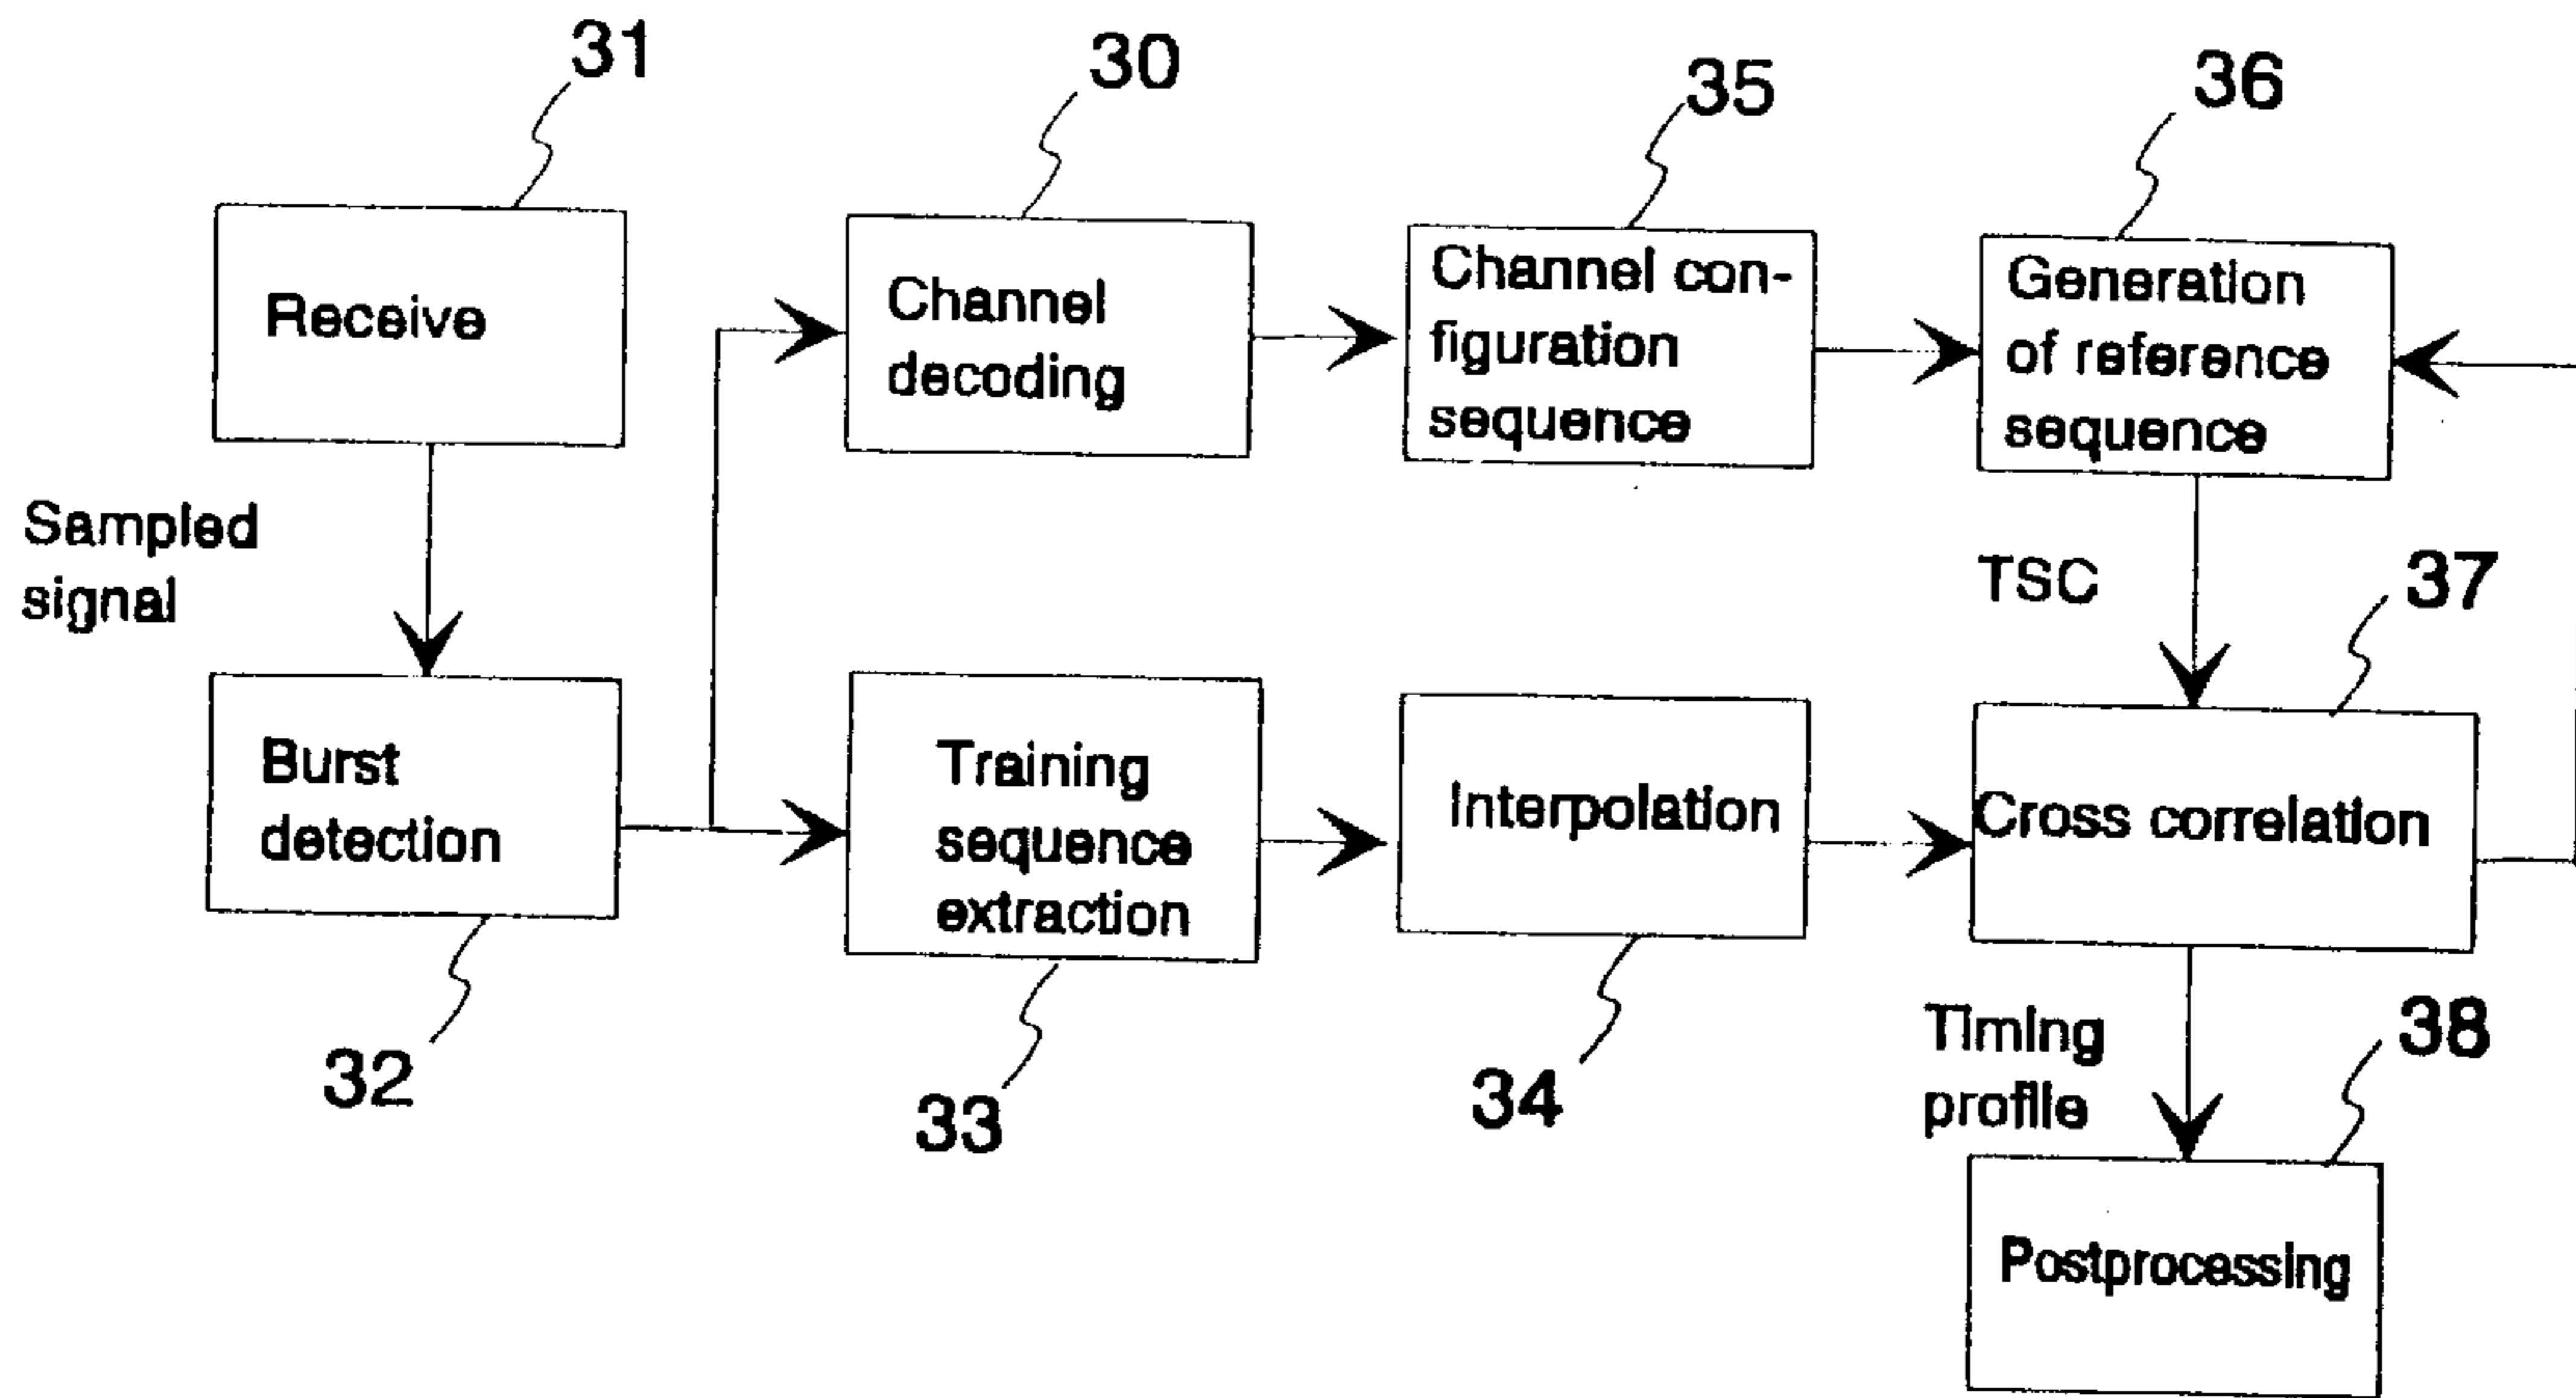 31
30
35
36
Receive
Channel
decoding
Channel con-
figuration
sequence
Generation
of reference
sequence
Sampled
signal
TSC
37
Burst
detection
Training
sequence
extraction
Interpolation
Cross correlation
32
33
34
Timing
profile
38
Postprocessing